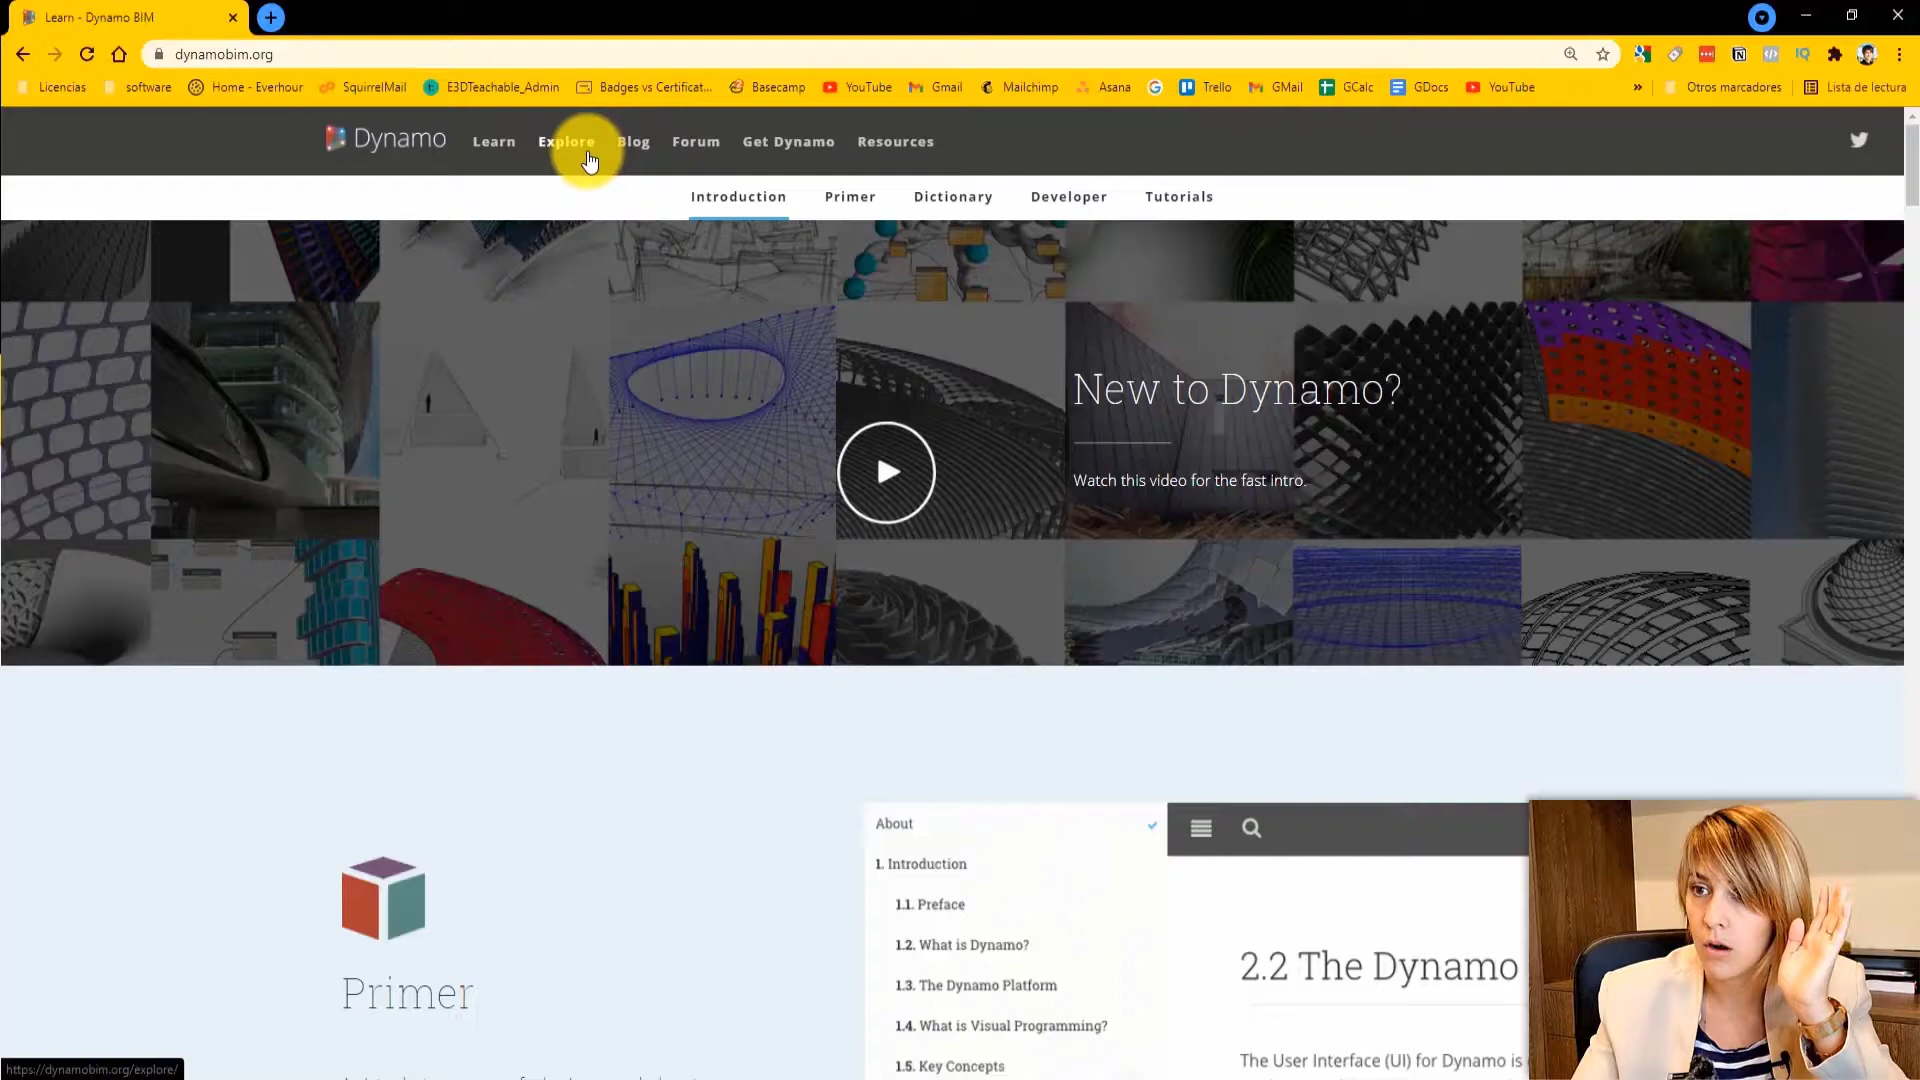 Learn - Dynamo BIM
dynamobim.org
Licencias software Home - Everhour SquirrelMail E3DTeachable_Admin Badges vs Certificat... Basecamp YouTube Gmail Mailchimp Asana Trello GMail GCalc GDocs YouTube » Otros marcadores Lista de lectura
Dynamo Learn Explore Blog Forum Get Dynamo Resources
Introduction Primer Dictionary Developer Tutorials
New to Dynamo?
Watch this video for the fast intro.
About
1. Introduction
1.1. Preface
1.2. What is Dynamo?
1.3. The Dynamo Platform
1.4. What is Visual Programming?
1.5. Key Concepts
2.2 The Dynamo
The User Interface (UI) for Dynamo is
Primer
https://dynamobim.org/explore/